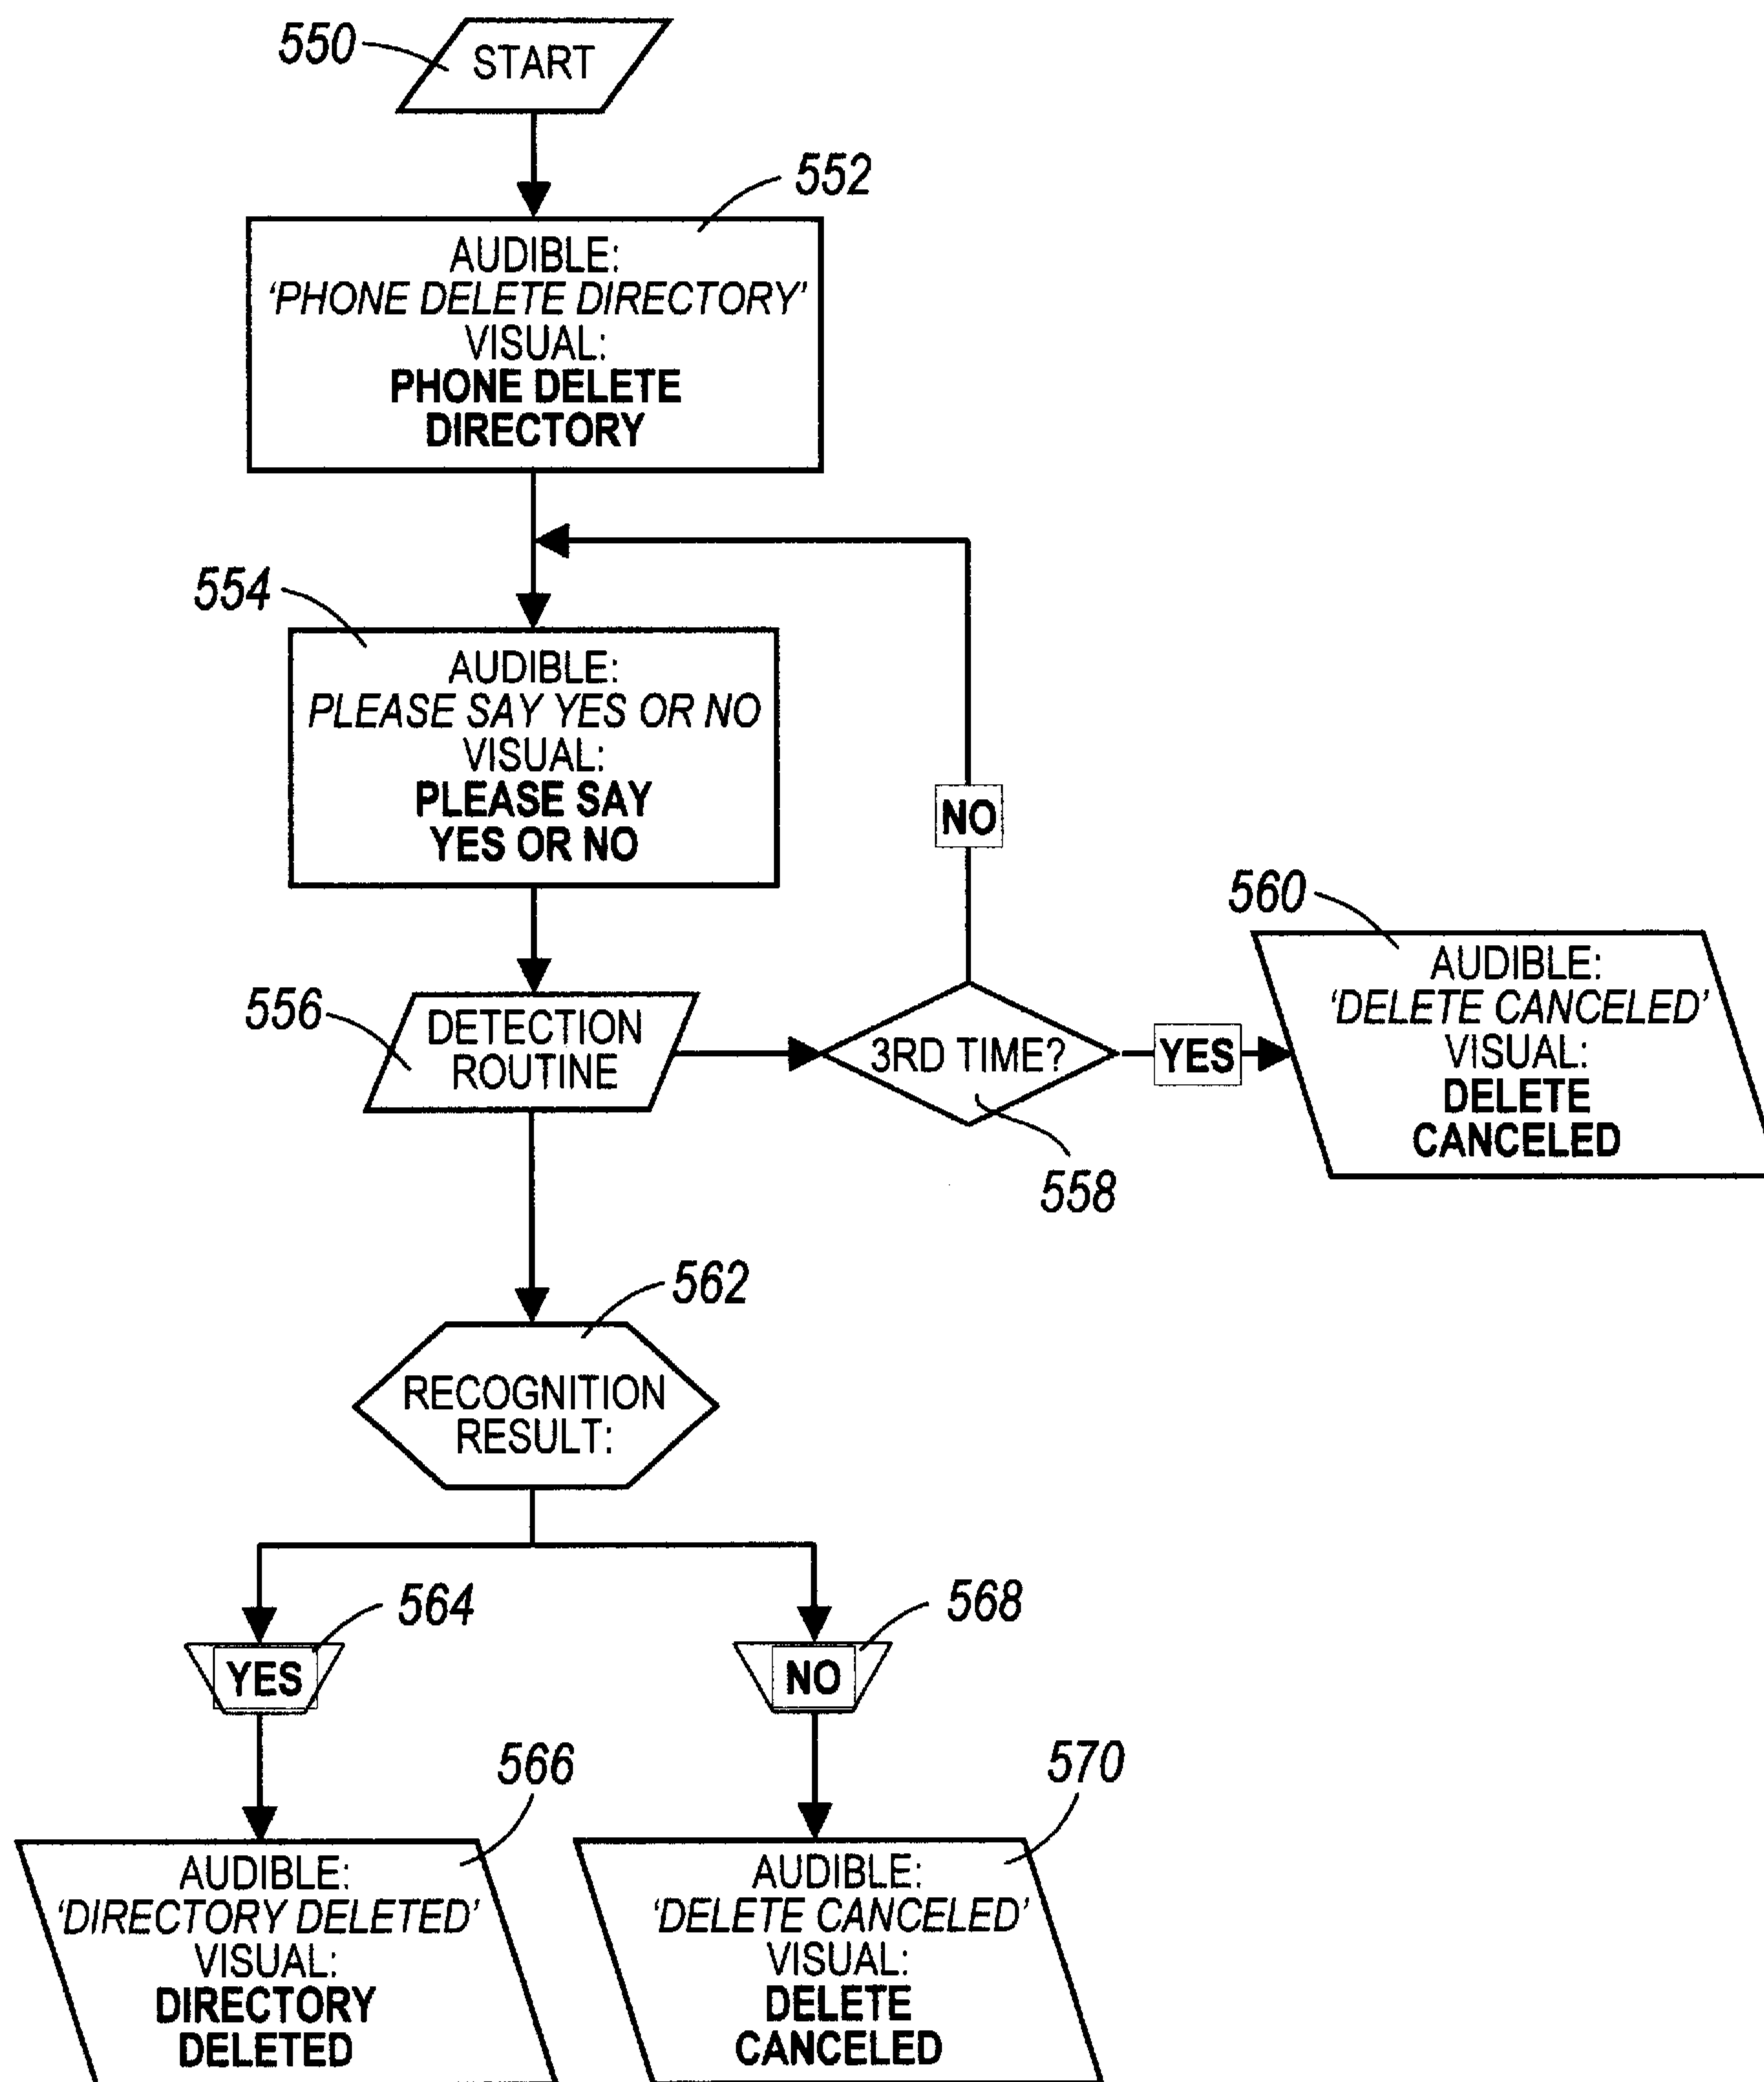 550
START
552
AUDIBLE:
'PHONE DELETE DIRECTORY'
VISUAL:
PHONE DELETE
DIRECTORY
554
AUDIBLE:
PLEASE SAY YES OR NO
VISUAL:
PLEASE SAY
YES OR NO
NO
556
DETECTION
ROUTINE
3RD TIME?
558
YES
560
AUDIBLE:
'DELETE CANCELED'
VISUAL:
DELETE
CANCELED
562
RECOGNITION
RESULT:
564
YES
568
NO
566
AUDIBLE:
'DIRECTORY DELETED'
VISUAL:
DIRECTORY
DELETED
570
AUDIBLE:
'DELETE CANCELED'
VISUAL:
DELETE
CANCELED